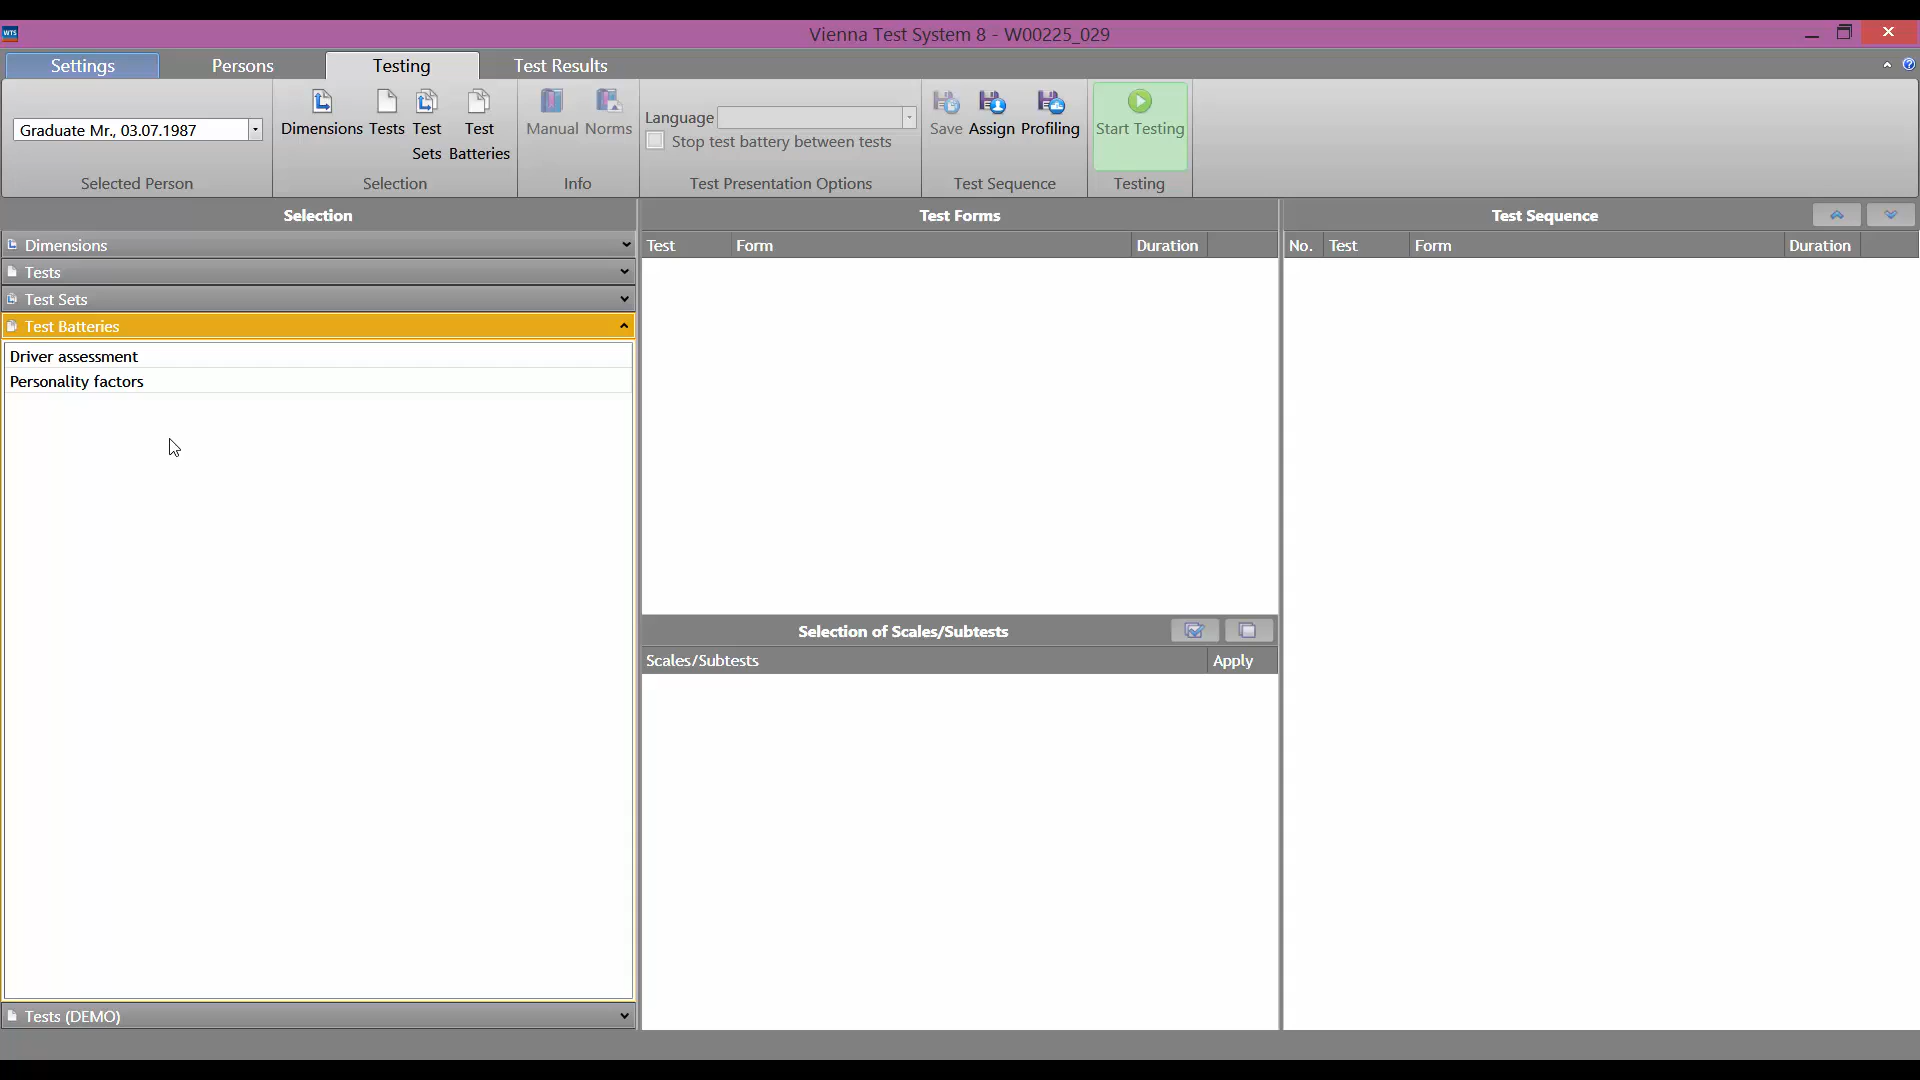 WTS
Vienna Test System 8 - W00225_029
Settings
Persons
Testing
Test Results
Graduate Mr., 03.07.1987
Selected Person
Dimensions
Tests
Test
Sets
Test
Batteries
Selection
Manual
Norms
Info
Language
Stop test battery between tests
Test Presentation Options
Save
Assign
Profiling
Test Sequence
Start Testing
Testing
Selection
Dimensions
Tests
Test Sets
Test Batteries
Driver assessment
Personality factors
Tests (DEMO)
Test Forms
Test Form Duration
Selection of Scales/Subtests
Scales/Subtests Apply
Test Sequence
No. Test Form Duration